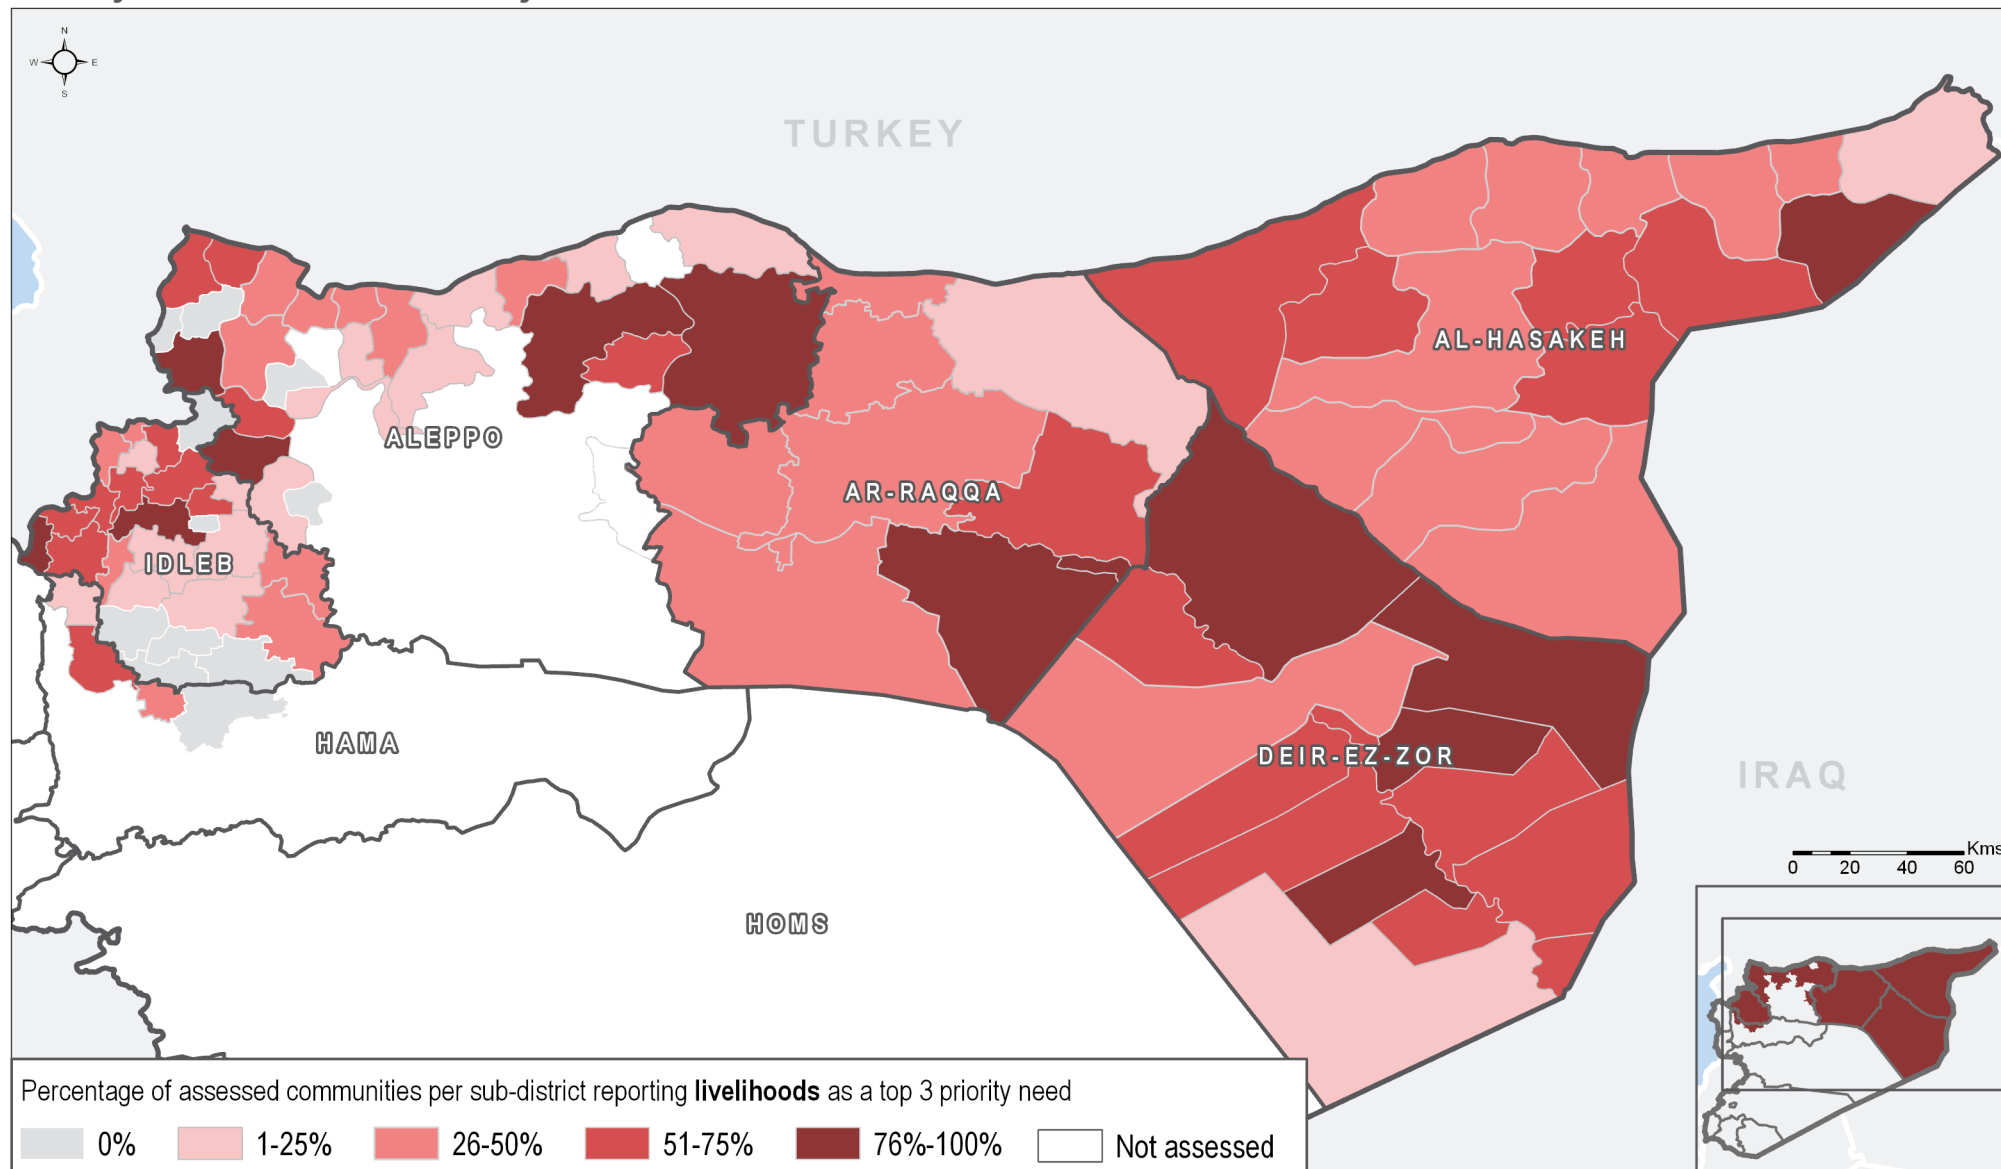 N
W E
S
TURKEY
AL-HASAKEH
ALEPPO
AR-RAQQA
IDLEB
HAMA
DEIR-EZ-ZOR
IRAQ
HOMS
Kms
0 20 40 60
Percentage of assessed communities per sub-district reporting livelihoods as a top 3 priority need
0% 1-25% 26-50% 51-75% 76%-100% Not assessed